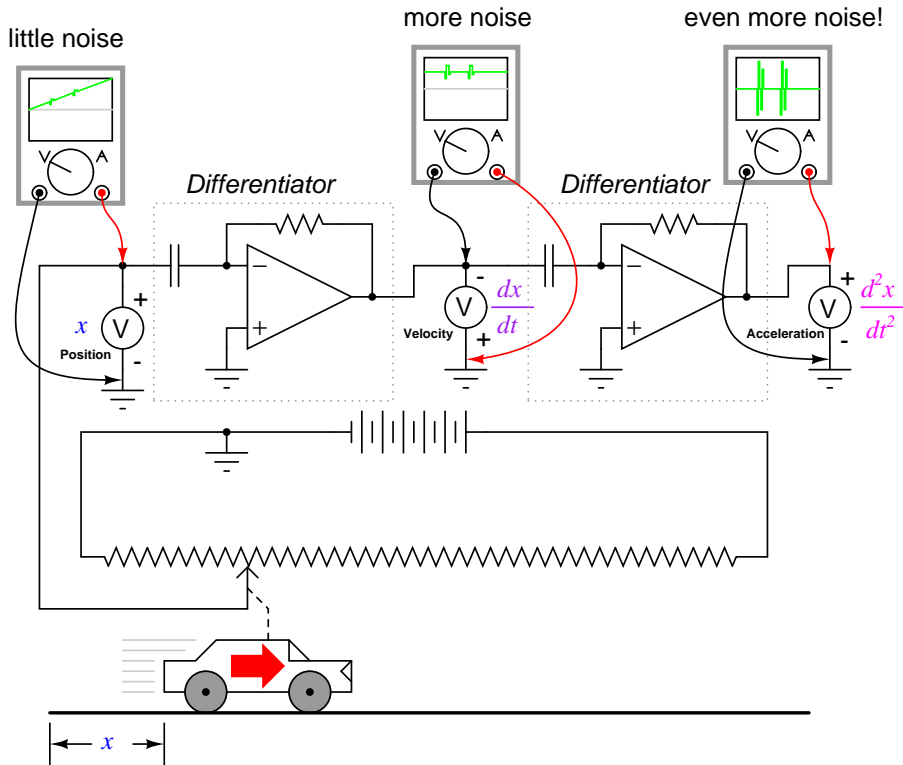 little noise
more noise
even more noise!
V A
V A
V A
Differentiator
Differentiator
x
V
+
-
Position
−
+
-
V
+
Velocity
dx
dt
−
+
+
V
-
Acceleration
d²x
dt²
x